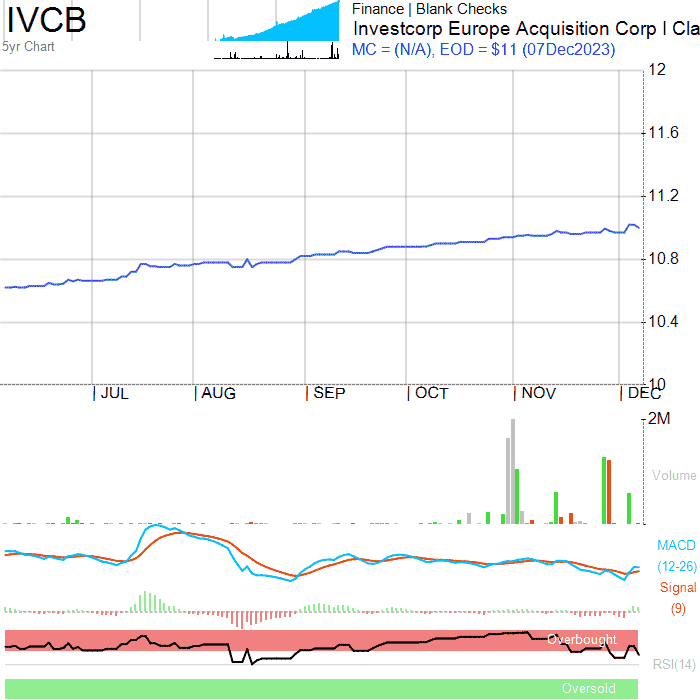 IVCB
5yr Chart
Finance | Blank Checks
Investcorp Europe Acquisition Corp I Cla
MC = (N/A), EOD = $11 (07Dec2023)
12
11.6
11.2
10.8
10.4
10
JUL
AUG
SEP
OCT
NOV
DEC
2M
Volume
MACD
(12-26)
Signal
(9)
Overbought
RSI(14)
Oversold